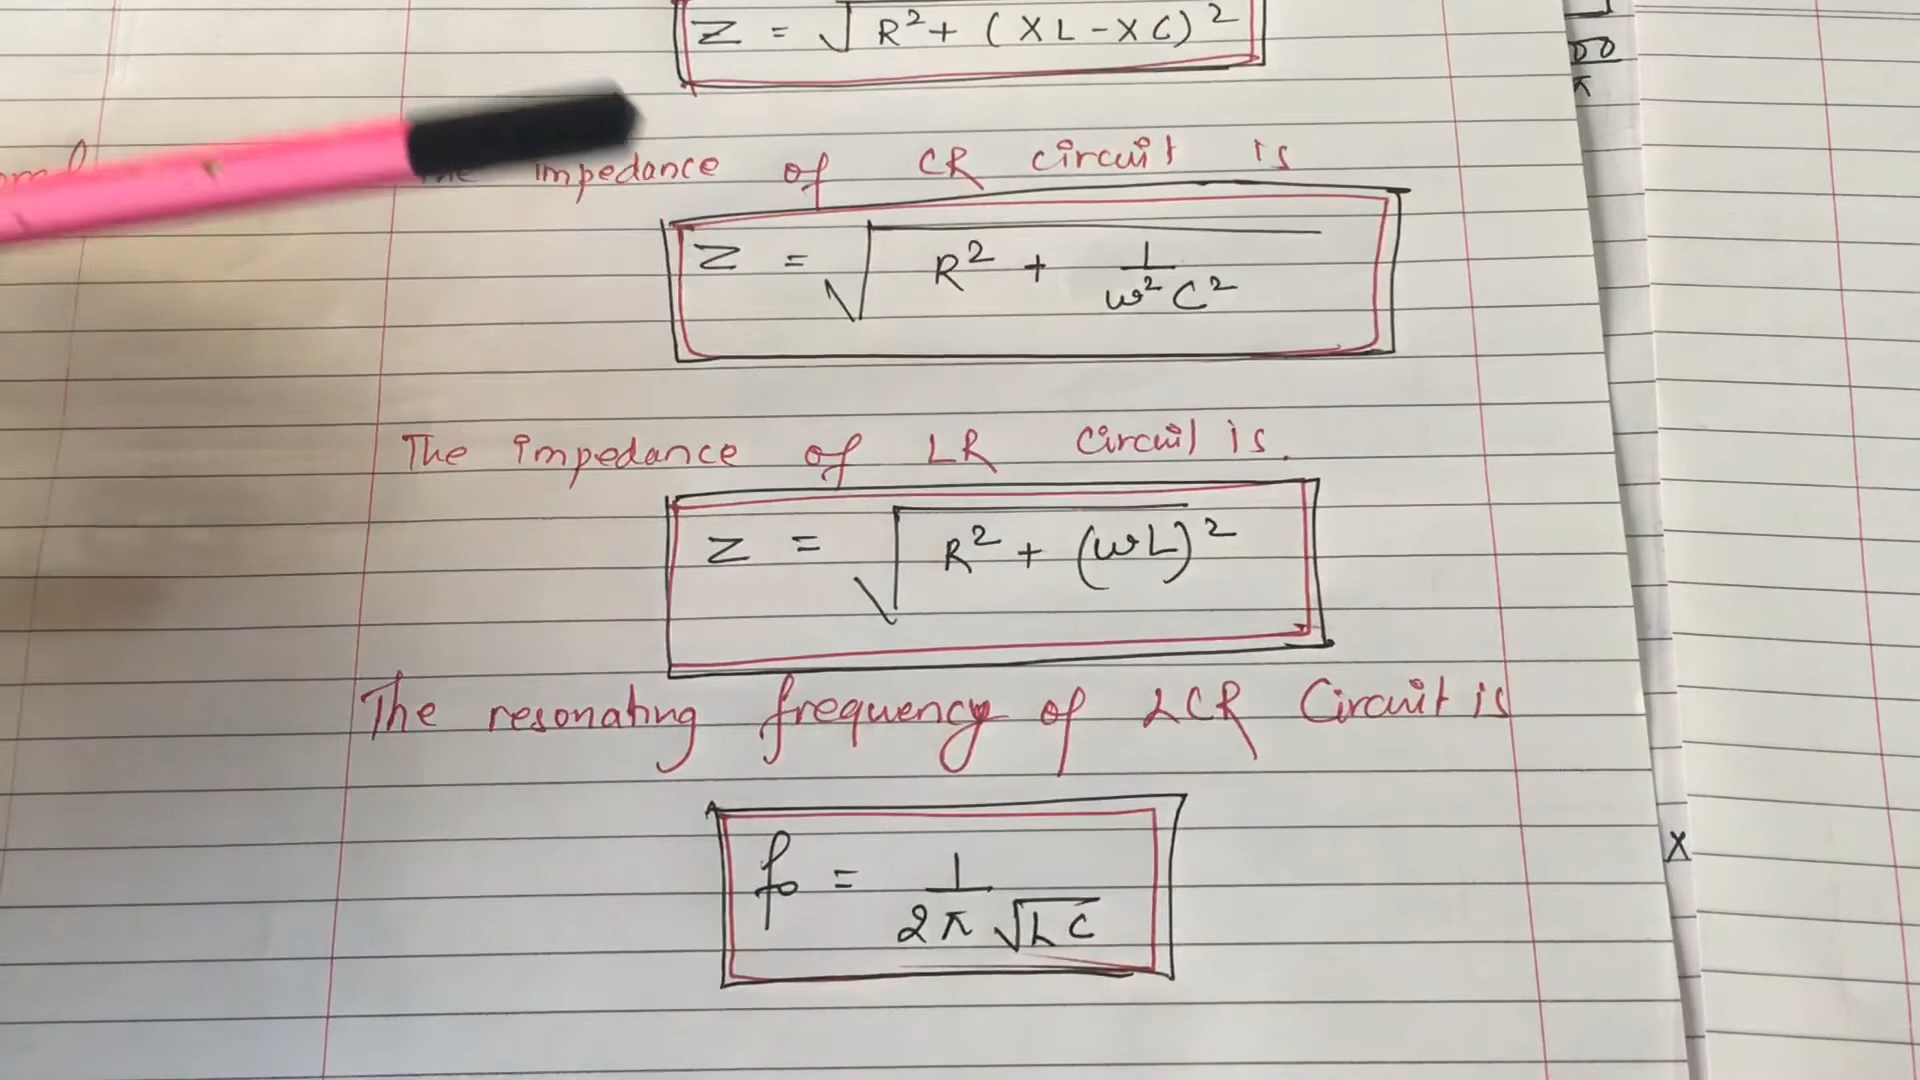 Z = √R² + (XL-XC)²
impedance of CR circuit is
Z = √R² + 1/ω²C²
The impedance of LR Circuit is.
Z = √R² + (ωL)²
The resonating frequency of LCR Circuit is
f₀ = 1/2π√LC
X